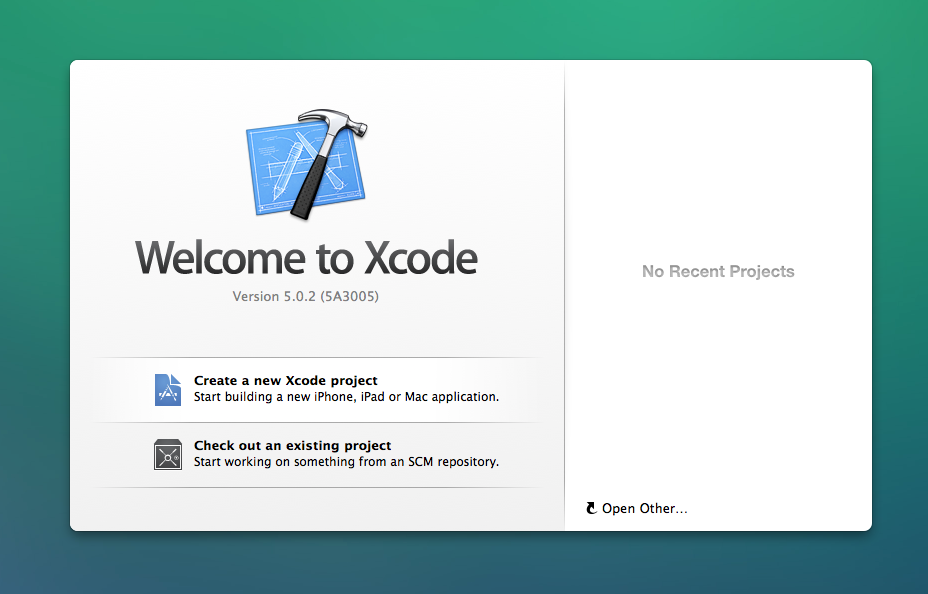 Welcome to Xcode
Version 5.0.2 (5A3005)
Create a new Xcode project
Start building a new iPhone, iPad or Mac application.
Check out an existing project
Start working on something from an SCM repository.
No Recent Projects
Open Other...